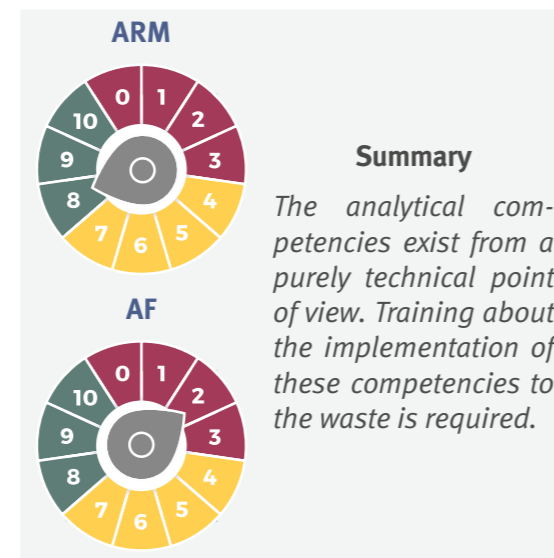 ARM
0
1
2
3
4
5
6
7
8
9
10
AF
0
1
2
3
4
5
6
7
8
9
10
Summary
The analytical com-
petencies exist from a
purely technical point
of view. Training about
the implementation of
these competencies to
the waste is required.